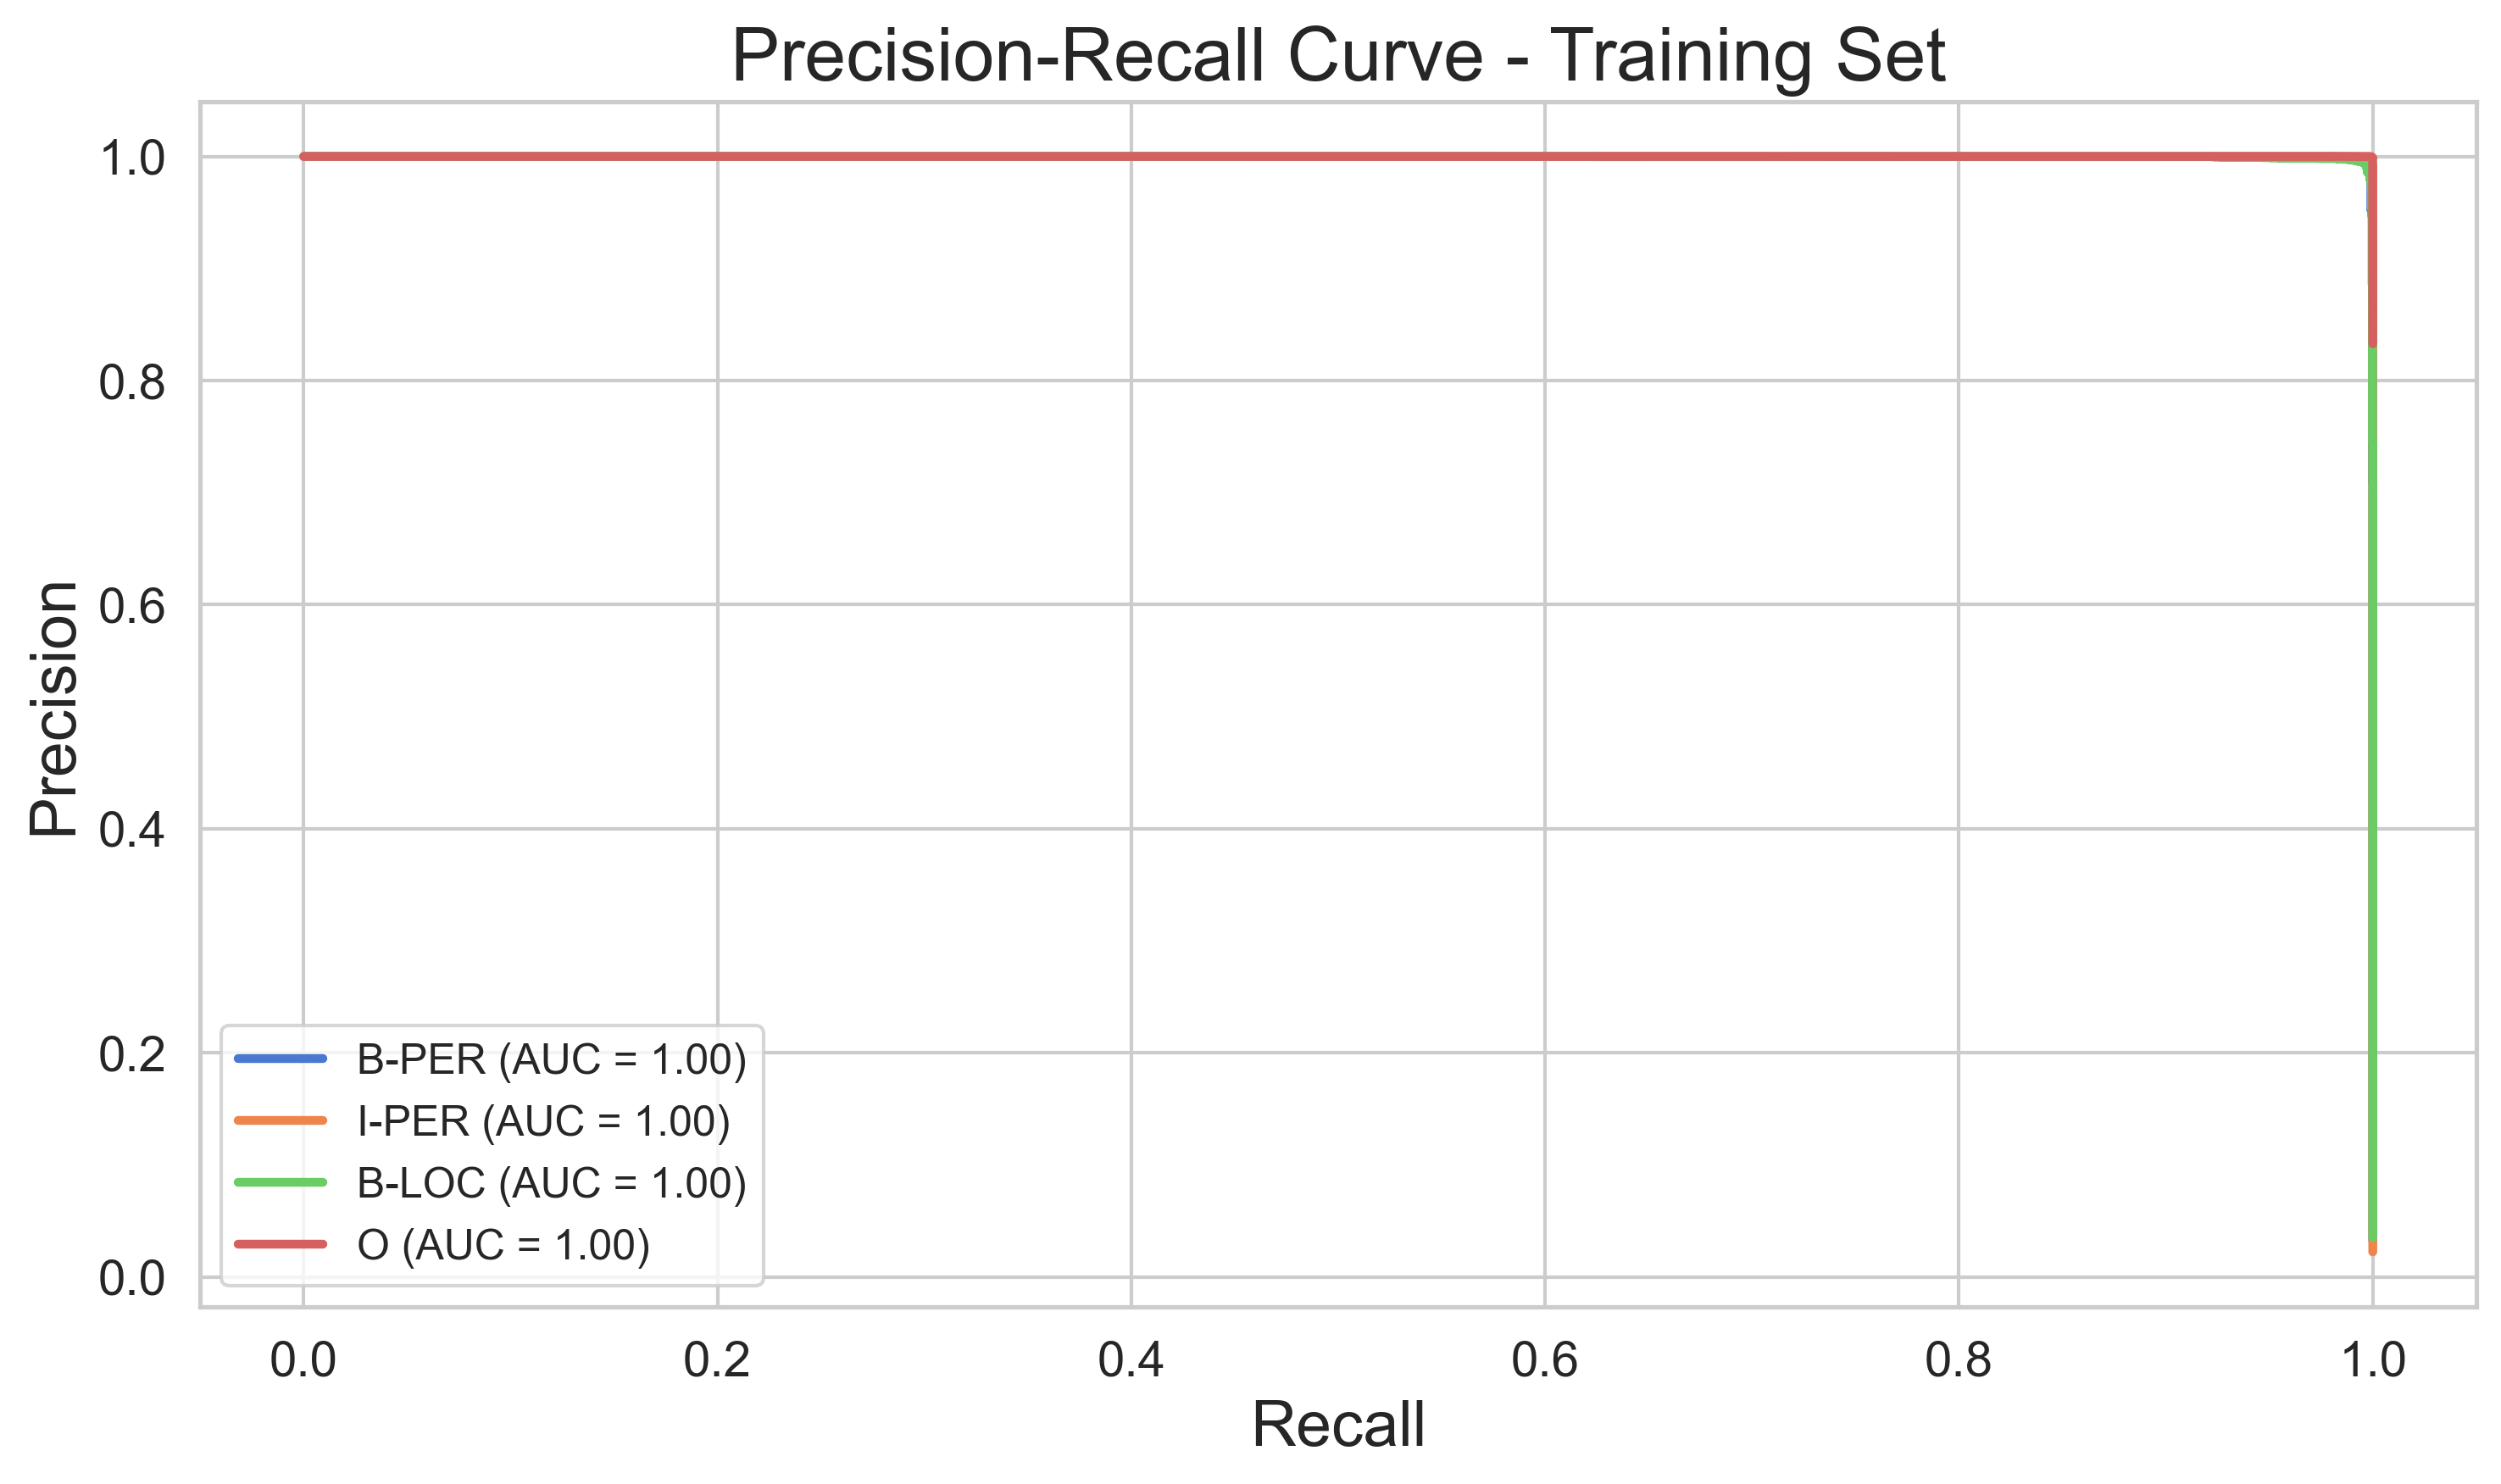 Precision-Recall Curve - Training Set
Precision
1.0
0.8
0.6
0.4
0.2
0.0
B-PER (AUC = 1.00)
I-PER (AUC = 1.00)
B-LOC (AUC = 1.00)
O (AUC = 1.00)
0.0 0.2 0.4 0.6 0.8 1.0
Recall